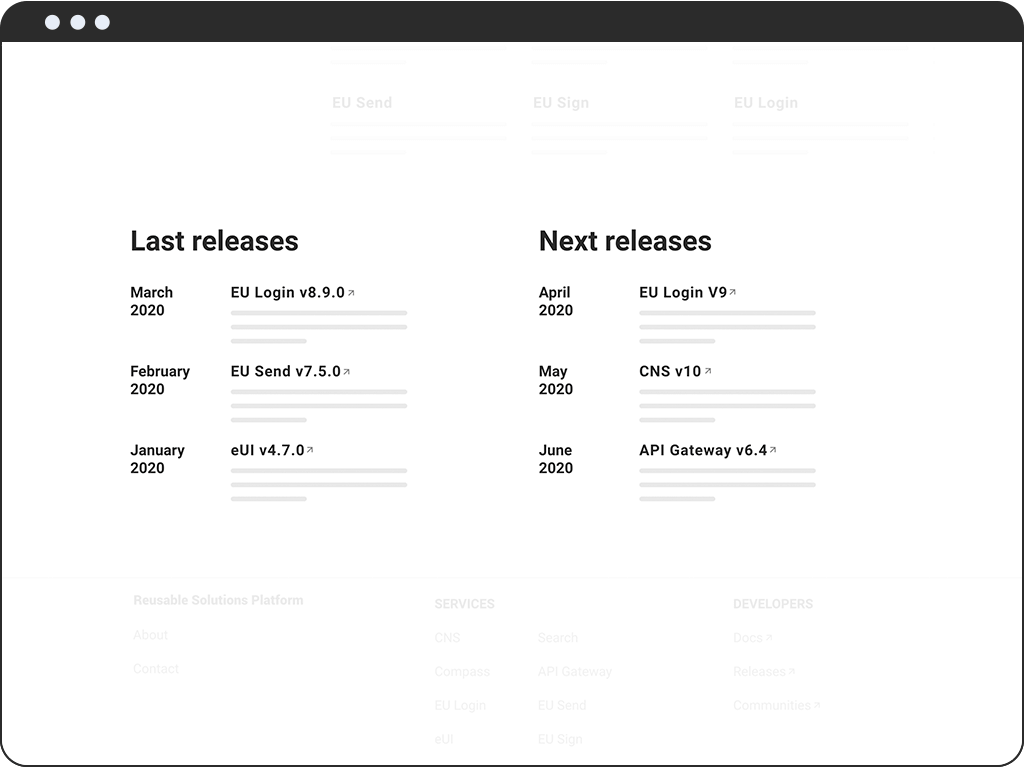 EU Send
EU Sign
EU Login
Last releases
March
2020
EU Login v8.9.0↗
February
2020
EU Send v7.5.0↗
January
2020
eUI v4.7.0↗
Next releases
April
2020
EU Login V9↗
May
2020
CNS v10↗
June
2020
API Gateway v6.4↗
Reusable Solutions Platform
About
Contact
SERVICES
CNS
Compass
EU Login
eUI
Search
API Gateway
EU Send
EU Sign
DEVELOPERS
Docs↗
Releases↗
Communities↗